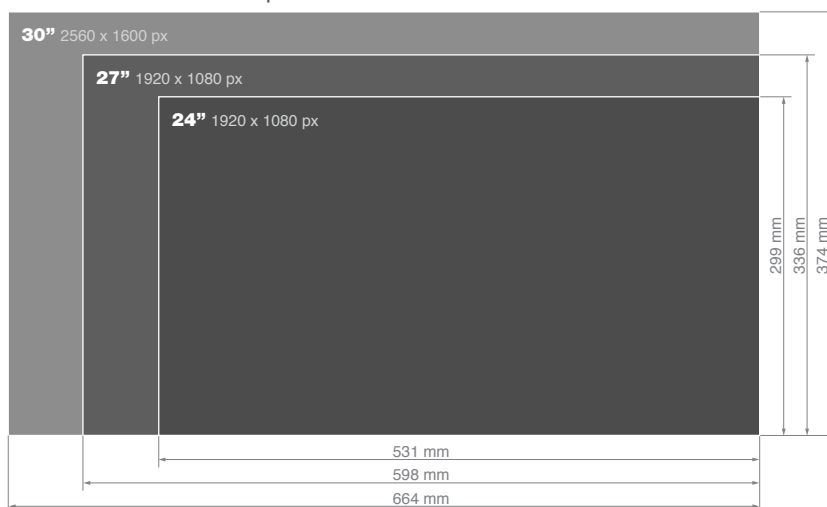 30” 2560 x 1600 px
27” 1920 x 1080 px
24” 1920 x 1080 px
299 mm
336 mm
374 mm
531 mm
598 mm
664 mm